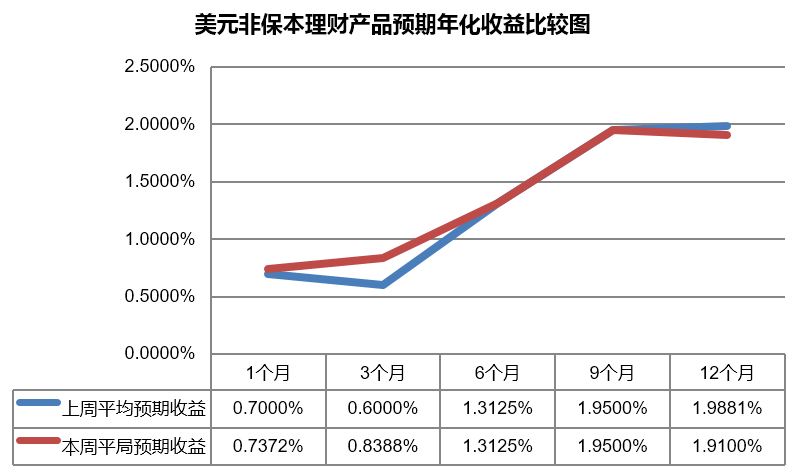 美元非保本理财产品预期年化收益比较图
2.5000%
2.0000%
1.5000%
1.0000%
0.5000%
0.0000%
1个月 3个月 6个月 9个月 12个月
上周平均预期收益 0.7000% 0.6000% 1.3125% 1.9500% 1.9881%
本周平局预期收益 0.7372% 0.8388% 1.3125% 1.9500% 1.9100%